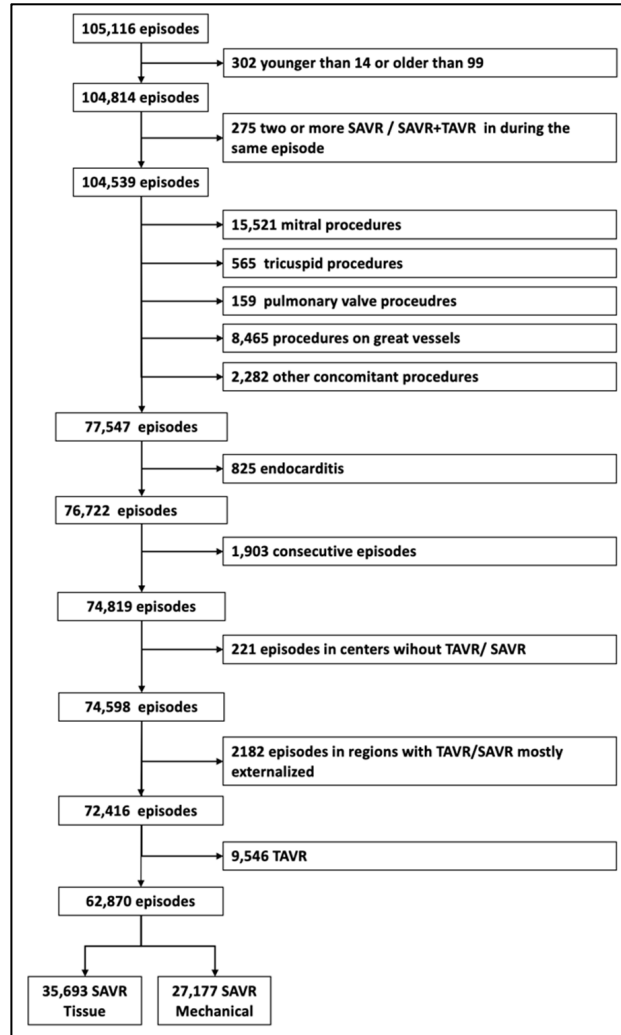 105,116 episodes
302 younger than 14 or older than 99
104,814 episodes
275 two or more SAVR / SAVR+TAVR in during the
same episode
104,539 episodes
15,521 mitral procedures
565 tricuspid procedures
159 pulmonary valve proceudres
8,465 procedures on great vessels
2,282 other concomitant procedures
77,547 episodes
825 endocarditis
76,722 episodes
1,903 consecutive episodes
74,819 episodes
221 episodes in centers wihout TAVR/ SAVR
74,598 episodes
2182 episodes in regions with TAVR/SAVR mostly
externalized
72,416 episodes
9,546 TAVR
62,870 episodes
35,693 SAVR
Tissue
27,177 SAVR
Mechanical